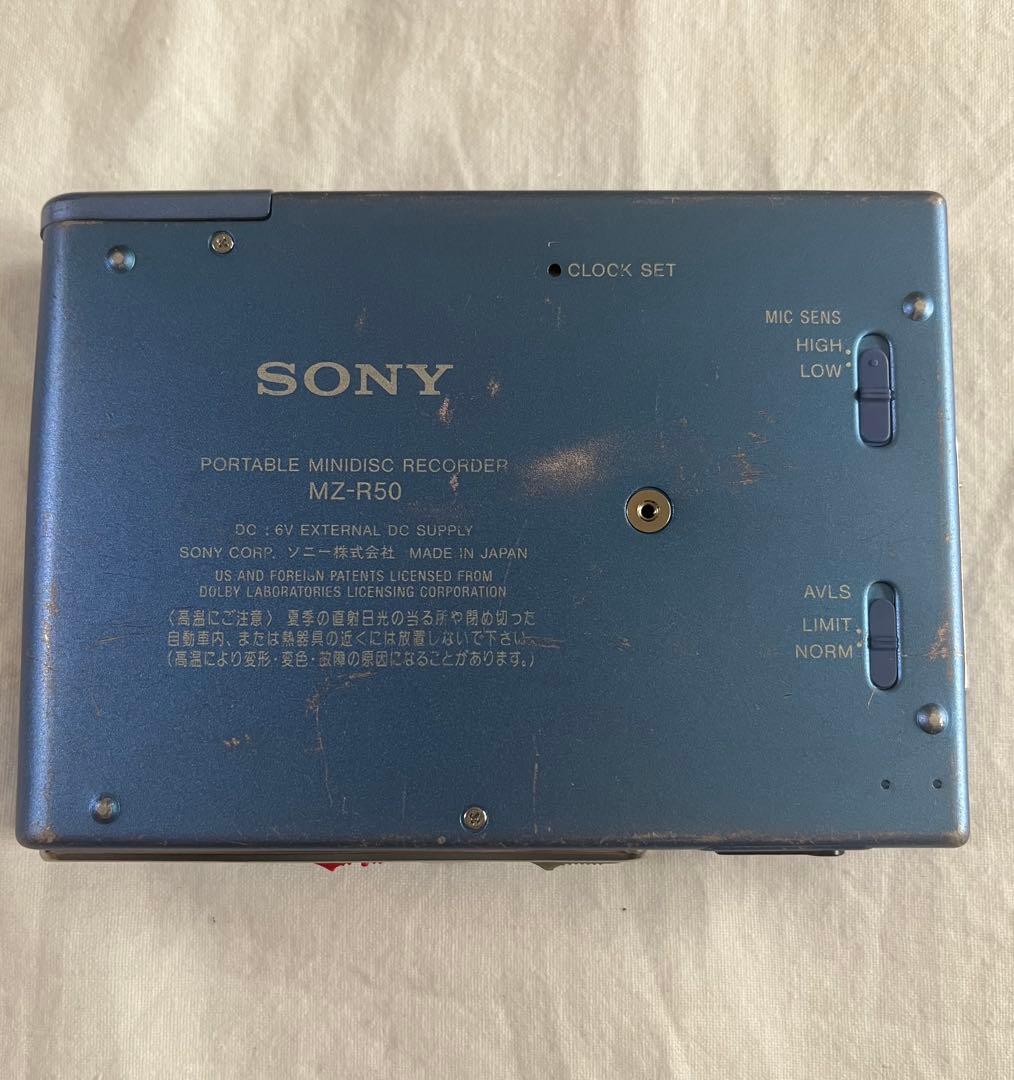 CLOCK SET
MIC SENS
HIGH
LOW
SONY
PORTABLE MINIDISC RECORDER
MZ-R50
DC : 6V EXTERNAL DC SUPPLY
SONY CORP. ソニー株式会社 MADE IN JAPAN
US AND FOREIGN PATENTS LICENSED FROM
DOLBY LABORATORIES LICENSING CORPORATION
(高温にご注意) 夏季の直射日光の当る所や閉め切った
自動車内、または熱器具の近くには放置しないで下さい。
(高温により変形・変色・故障の原因になることがあります。)
AVLS
LIMIT
NORM